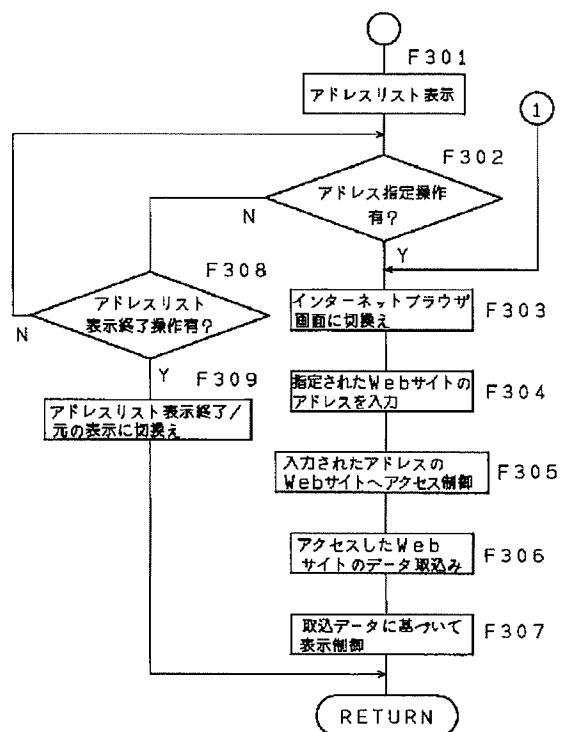 F301
アドレスリスト表示
1
F302
アドレス指定操作
有?
N
Y
F308
アドレスリスト
表示終了操作有?
N
Y
インターネットブラウザ
画面に切換え
F303
F309
アドレスリスト表示終了/
元の表示に切換え
指定されたWebサイトの
アドレスを入力
F304
入力されたアドレスの
Webサイトへアクセス制御
F305
アクセスしたWeb
サイトのデータ取込み
F306
取込データに基づいて
表示制御
F307
RETURN